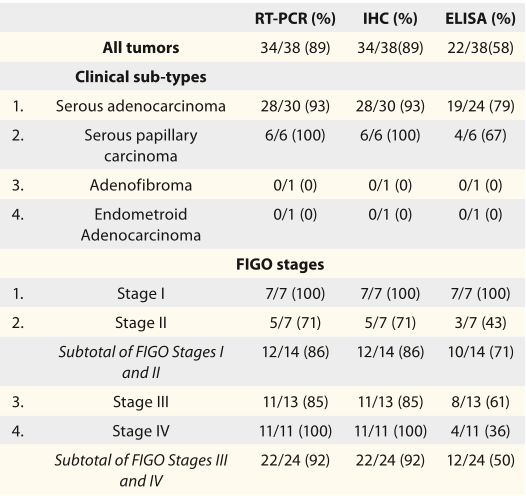 RT-PCR (%) IHC (%) ELISA (%)
All tumors 34/38 (89) 34/38(89) 22/38(58)
Clinical sub-types
1. Serous adenocarcinoma 28/30 (93) 28/30 (93) 19/24 (79)
2. Serous papillary 6/6 (100) 6/6 (100) 4/6 (67)
carcinoma
3. Adenofibroma 0/1 (0) 0/1 (0) 0/1 (0)
4. Endometroid 0/1 (0) 0/1 (0) 0/1 (0)
Adenocarcinoma
FIGO stages
1. Stage I 7/7 (100) 7/7 (100) 7/7 (100)
2. Stage II 5/7 (71) 5/7 (71) 3/7 (43)
Subtotal of FIGO Stages I 12/14 (86) 12/14 (86) 10/14 (71)
and II
3. Stage III 11/13 (85) 11/13 (85) 8/13 (61)
4. Stage IV 11/11 (100) 11/11 (100) 4/11 (36)
Subtotal of FIGO Stages III 22/24 (92) 22/24 (92) 12/24 (50)
and IV